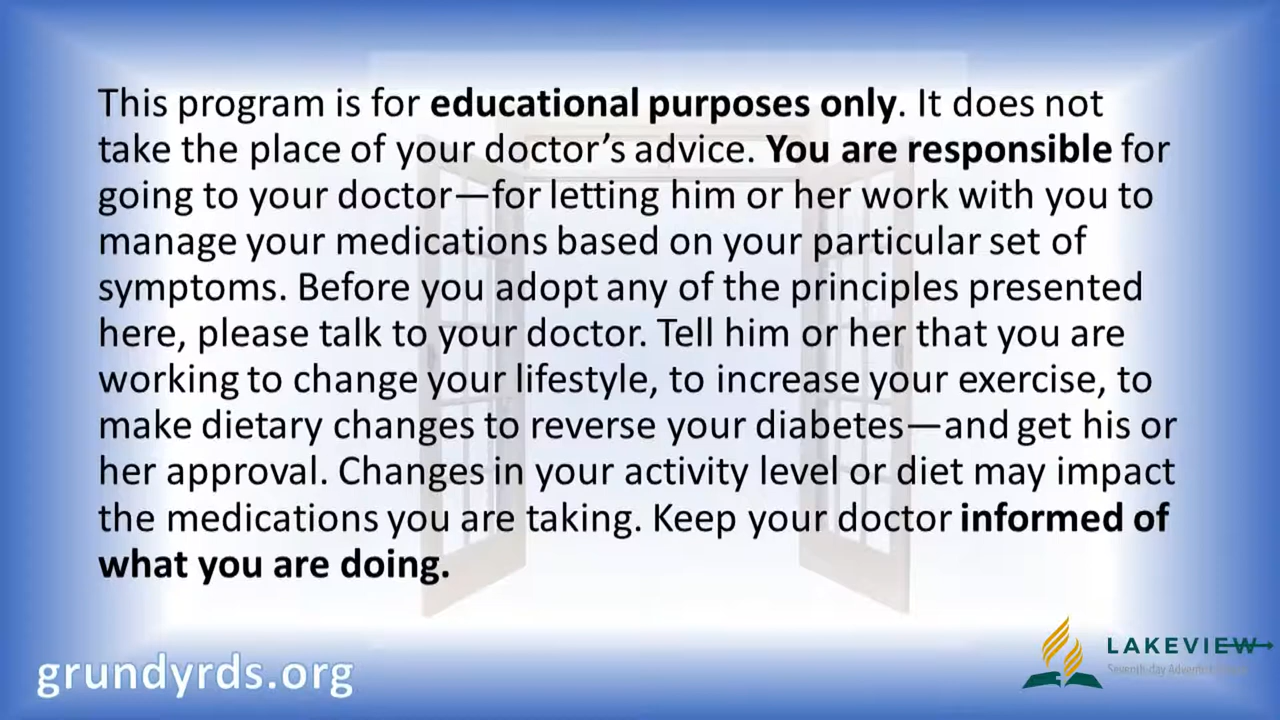 This program is for educational purposes only. It does not
take the place of your doctor’s advice. You are responsible for
going to your doctor—for letting him or her work with you to
manage your medications based on your particular set of
symptoms. Before you adopt any of the principles presented
here, please talk to your doctor. Tell him or her that you are
working to change your lifestyle, to increase your exercise, to
make dietary changes to reverse your diabetes—and get his or
her approval. Changes in your activity level or diet may impact
the medications you are taking. Keep your doctor informed of
what you are doing.
grundyrds.org
LAKEVIEW
Seventh-day Adventist